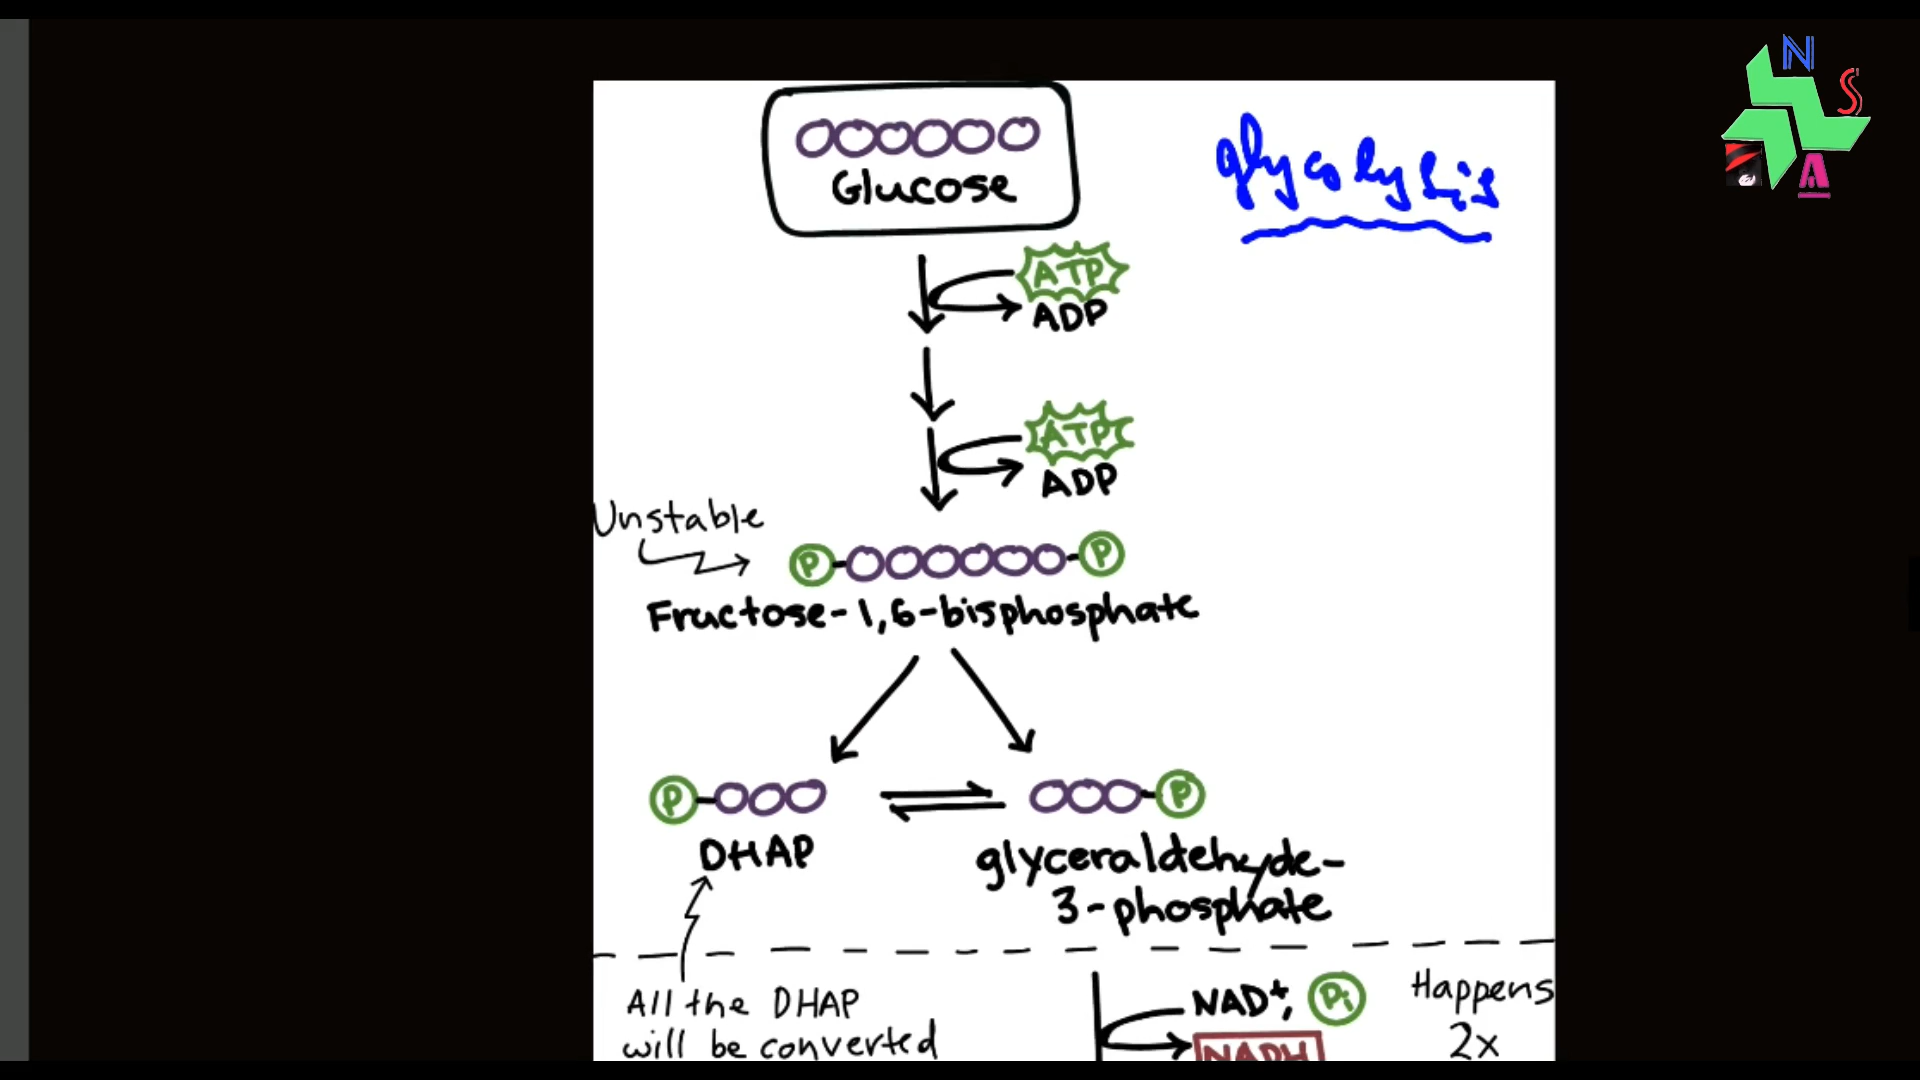 Glucose
glycolysis
N
S
A
ATP
ADP
ATP
ADP
Unstable
P
P
Fructose-1,6-bisphosphate
P
P
DHAP
glyceraldehyde-
3-phosphate
All the DHAP
will be converted
NAD+, Pi
NADH
Happens
2x